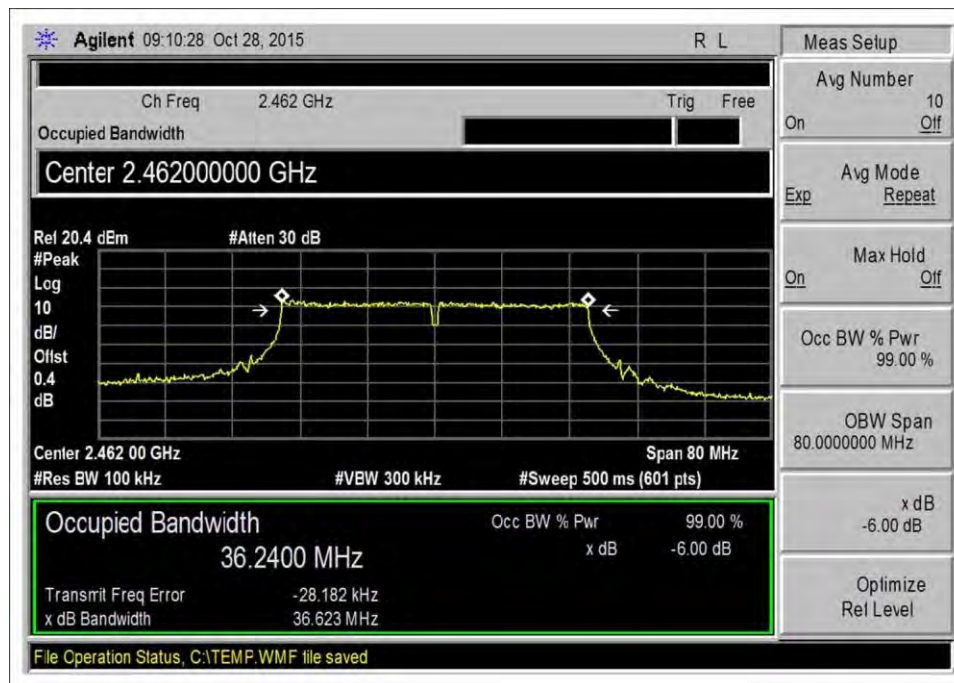 Agilent 09:10:28 Oct 28, 2015 R L
Ch Freq 2.462 GHz Trig Free
Occupied Bandwidth
Center 2.462000000 GHz
Ref 20.4 dBm #Atten 30 dB
#Peak
Log
10
dB/
Offst
0.4
dB
Center 2.462 00 GHz Span 80 MHz
#Res BW 100 kHz #VBW 300 kHz #Sweep 500 ms (601 pts)
Occupied Bandwidth Occ BW % Pwr 99.00 %
36.2400 MHz x dB -6.00 dB
Transmit Freq Error -28.182 kHz
x dB Bandwidth 36.623 MHz
File Operation Status, C:\TEMP.WMF file saved
Meas Setup
Avg Number
10
On Off
Avg Mode
Exp Repeat
Max Hold
On Off
Occ BW % Pwr
99.00 %
OBW Span
80.0000000 MHz
x dB
-6.00 dB
Optimize
Ref Level